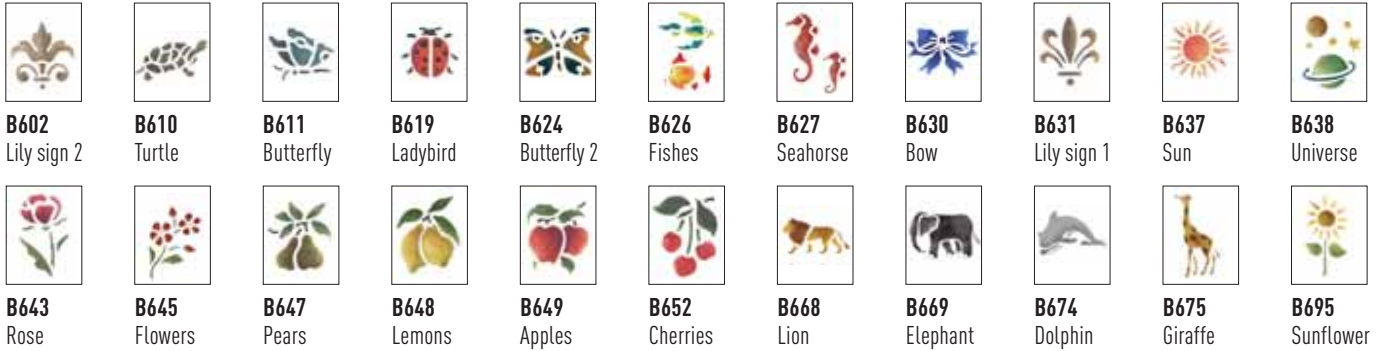 B602
Lily sign 2
B610
Turtle
B611
Butterfly
B619
Ladybird
B624
Butterfly 2
B626
Fishes
B627
Seahorse
B630
Bow
B631
Lily sign 1
B637
Sun
B638
Universe
B643
Rose
B645
Flowers
B647
Pears
B648
Lemons
B649
Apples
B652
Cherries
B668
Lion
B669
Elephant
B674
Dolphin
B675
Giraffe
B695
Sunflower